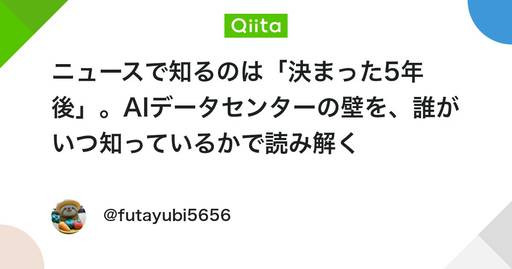 Qiita
ニュースで知るのは「決まった5年
後」。AIデータセンターの壁を、誰が
いつ知っているかで読み解く
@futayubi5656